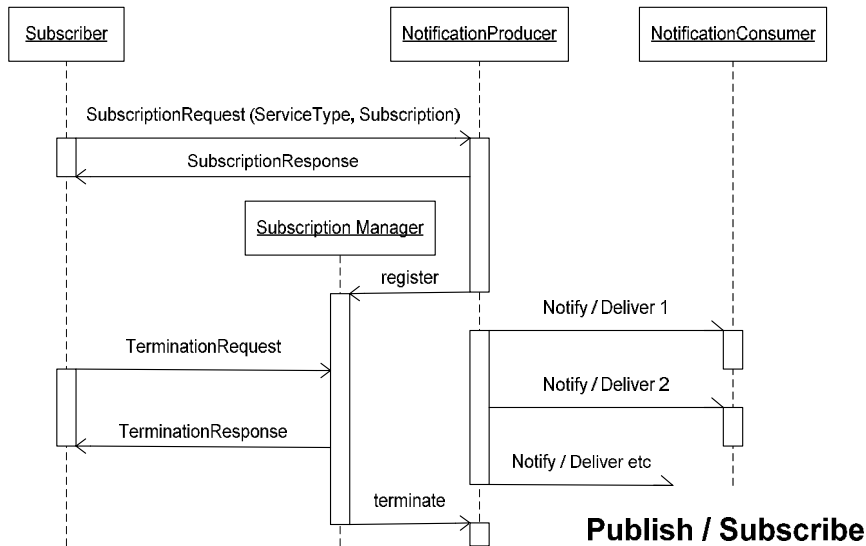 Subscriber
NotificationProducer
NotificationConsumer
SubscriptionRequest (ServiceType, Subscription)
SubscriptionResponse
Subscription Manager
register
Notify / Deliver 1
TerminationRequest
Notify / Deliver 2
TerminationResponse
Notify / Deliver etc
terminate
Publish / Subscribe